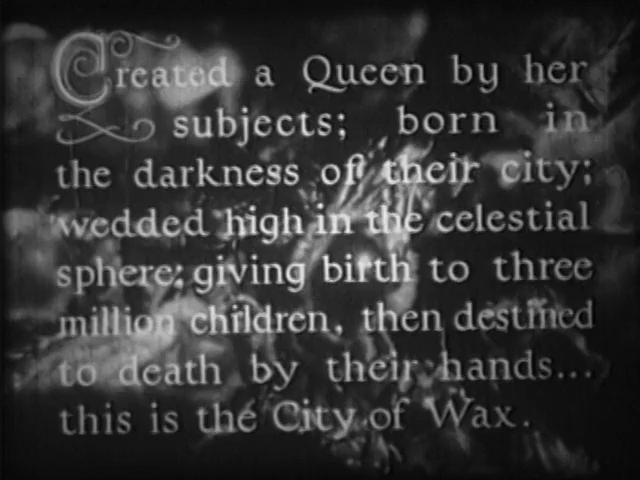 Created a Queen by her
subjects; born in
the darkness of their city;
wedded high in the celestial
sphere; giving birth to three
million children, then destined
to death by their hands...
this is the City of Wax.